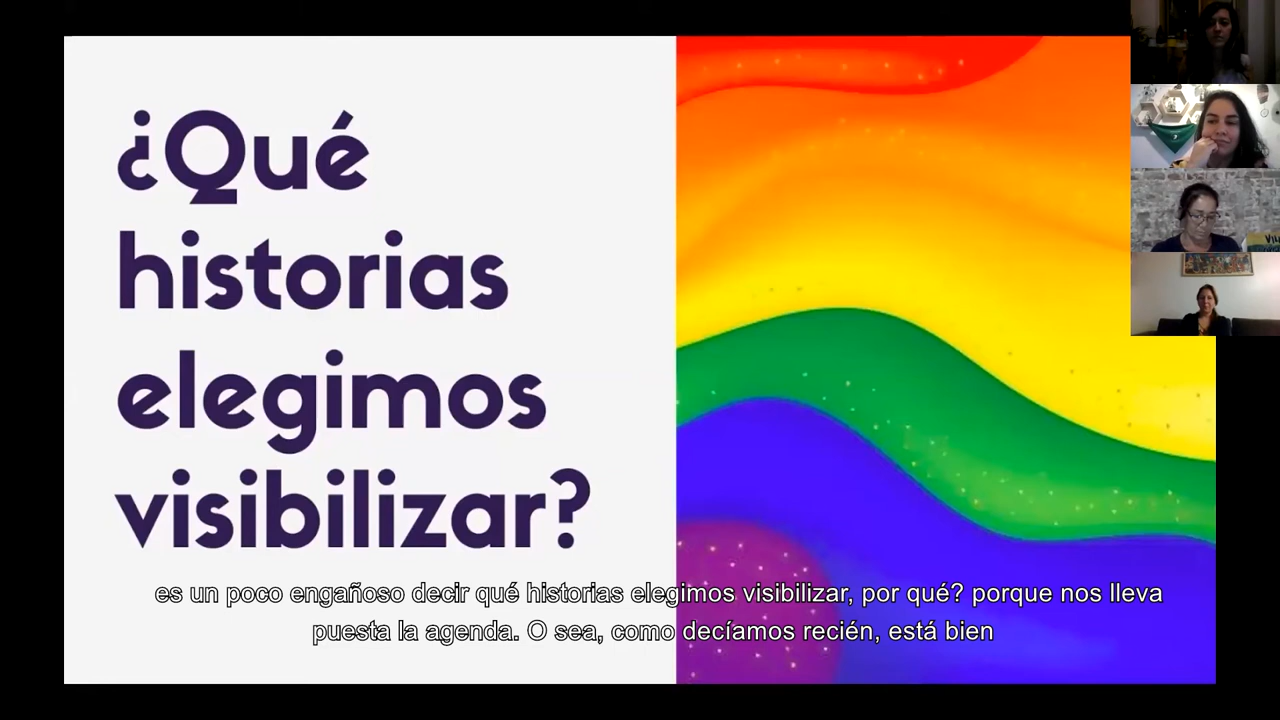 ¿Qué
historias
elegimos
visibilizar?
es un poco engañoso decir qué historias elegimos visibilizar, por qué? porque nos lleva
puesta la agenda. O sea, como decíamos recién, está bien